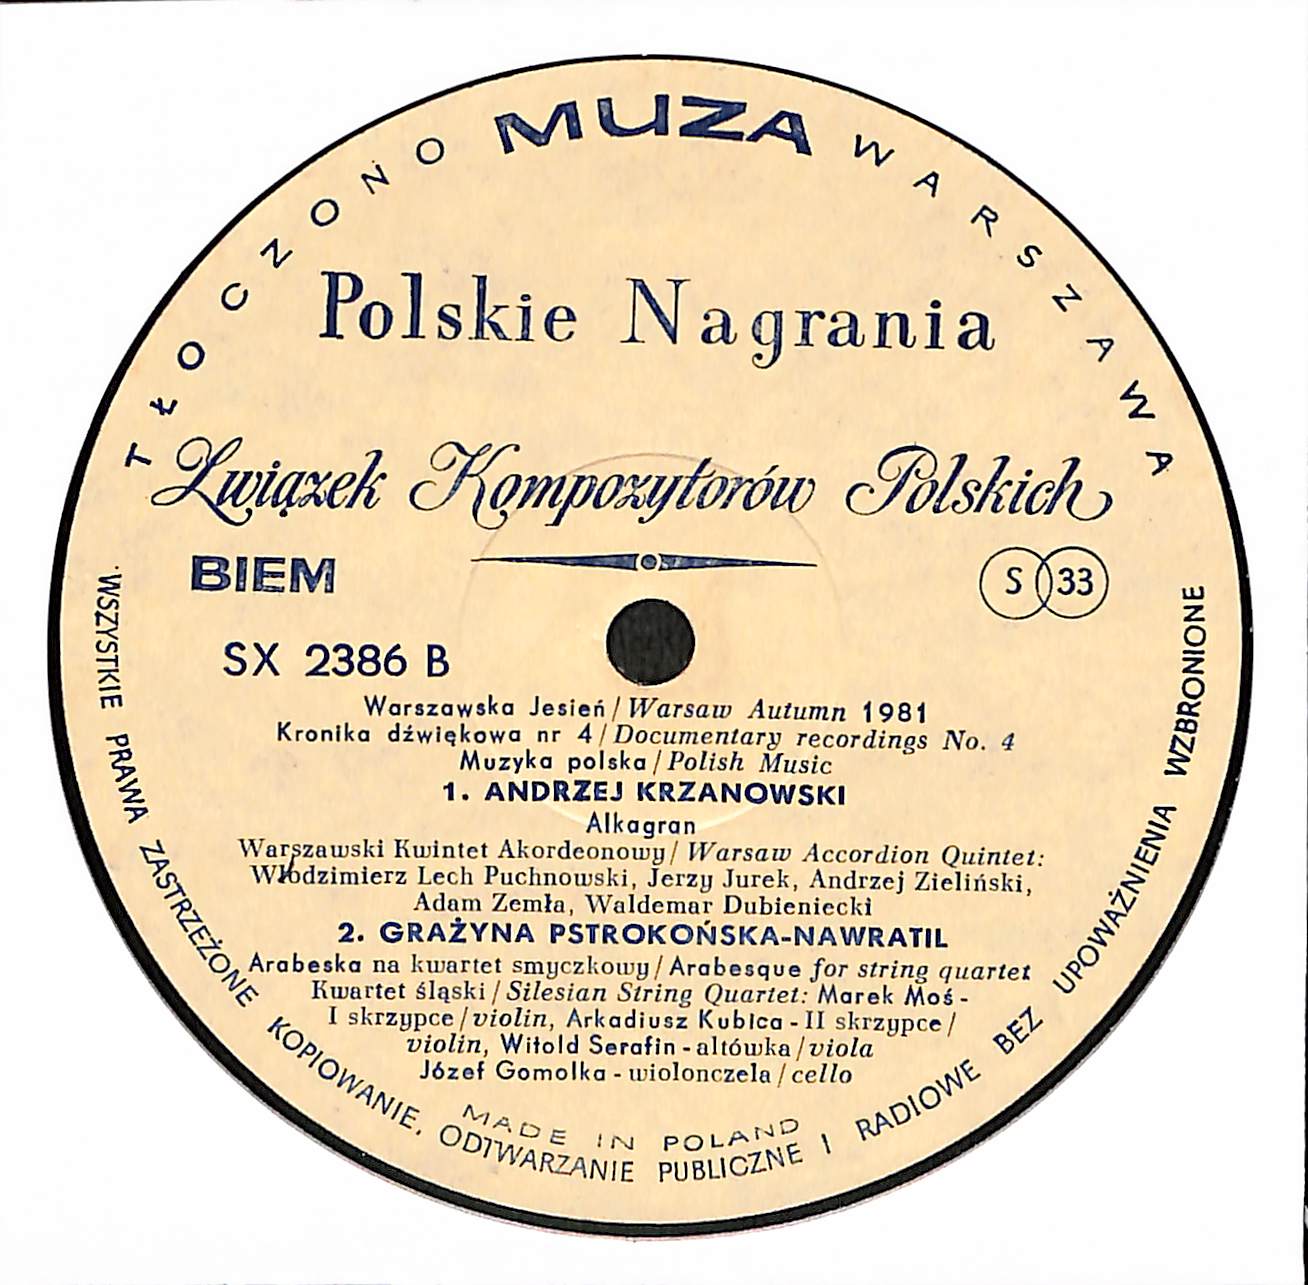 TŁOCZONO MUZA WARSZAWA
Polskie Nagrania
Związek Kompozytorów Polskich
BIEM
S 33
SX 2386 B
Warszawska Jesień / Warsaw Autumn 1981
Kronika dźwiękowa nr 4 / Documentary recordings No. 4
Muzyka polska / Polish Music
1. ANDRZEJ KRZANOWSKI
Alkagran
Warszawski Kwintet Akordeonowy / Warsaw Accordion Quintet:
Włodzimierz Lech Puchnowski, Jerzy Jurek, Andrzej Zieliński,
Adam Zemła, Waldemar Dubieniecki
2. GRAŻYNA PSTROKOŃSKA-NAWRATIL
Arabeska na kwartet smyczkowy / Arabesque for string quartet
Kwartet śląski / Silesian String Quartet: Marek Moś -
I skrzypce / violin, Arkadiusz Kubica - II skrzypce /
violin, Witold Serafin - altówka / viola
Józef Gomolka - wiolonczela / cello
MADE IN POLAND
WSZYSTKIE PRAWA ZASTRZEŻONE KOPIOWANIE, ODTWARZANIE PUBLICZNE I RADIOWE BEZ UPOWAŻNIENIA WZBRONIONE